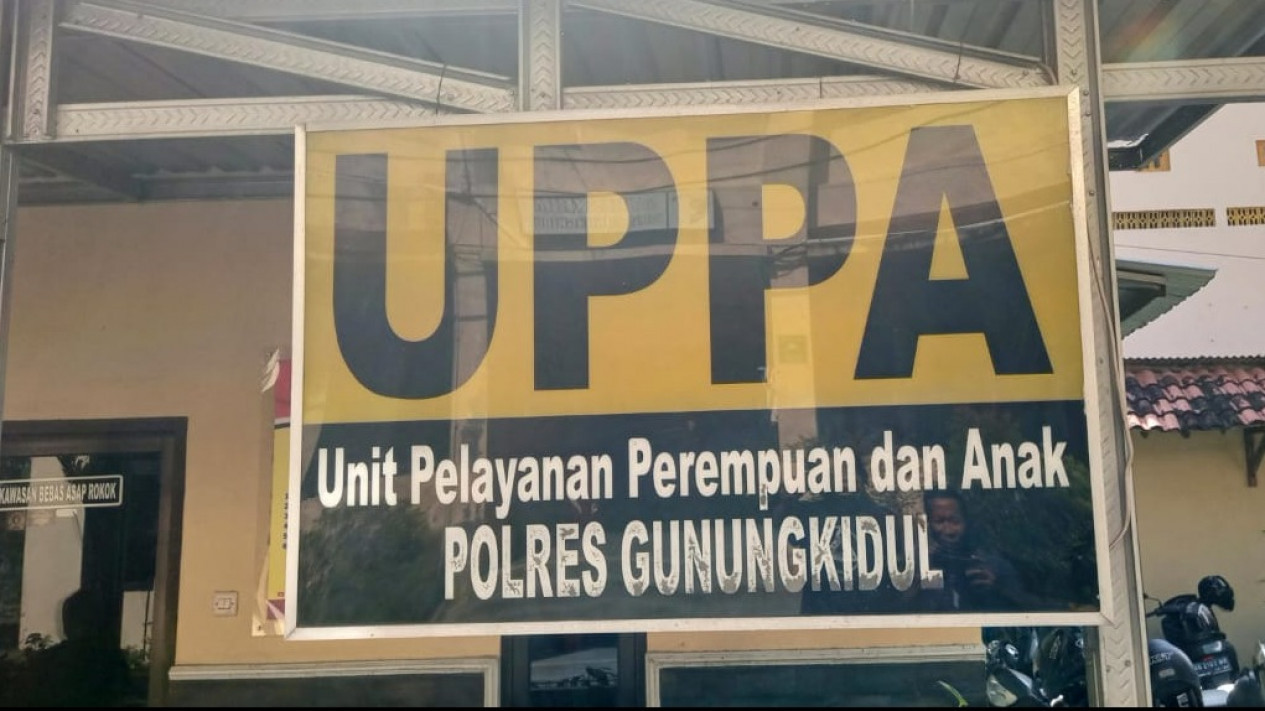 UPPA
Unit Pelayanan Perempuan dan Anak
POLRES GUNUNGKIDUL
KAWASAN BEBAS ASAP ROKOK